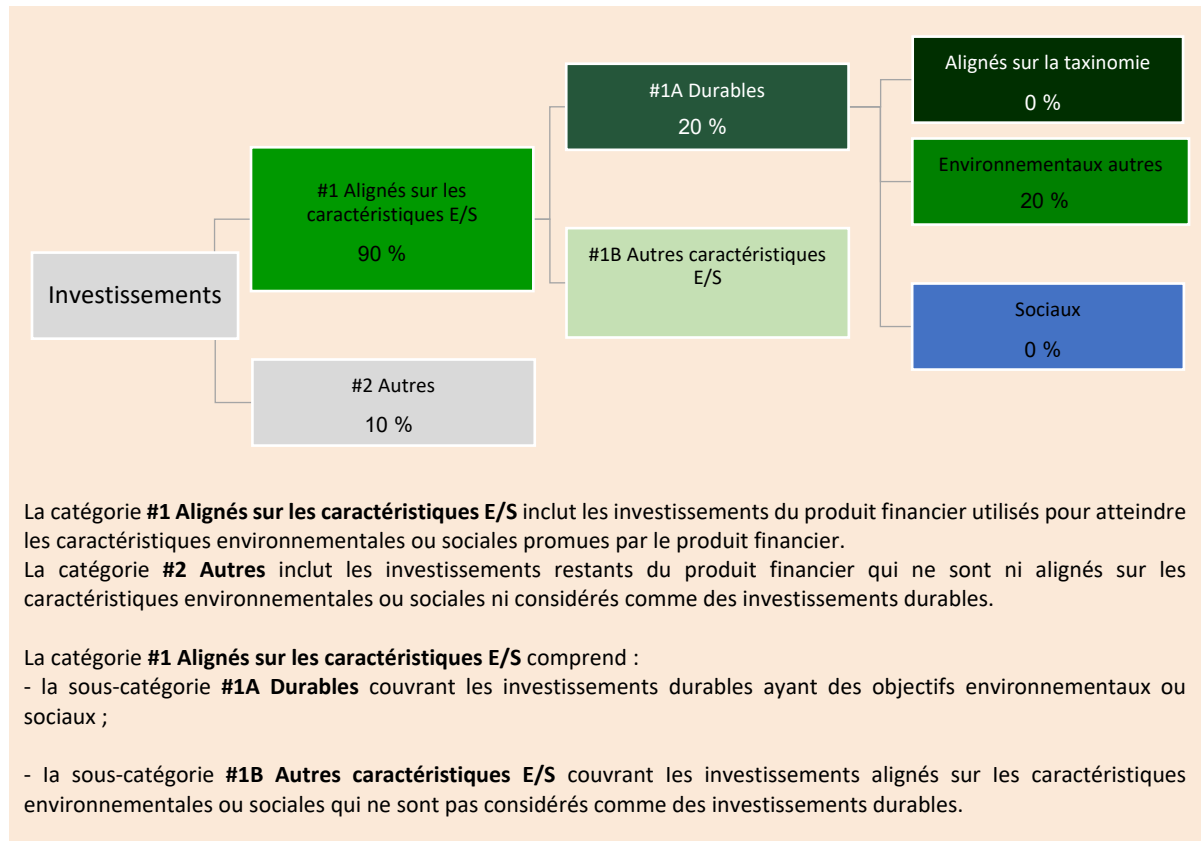 Investissements
#1 Alignés sur les
caractéristiques E/S
90 %
#2 Autres
10 %
#1A Durables
20 %
#1B Autres caractéristiques
E/S
Alignés sur la taxinomie
0 %
Environnementaux autres
20 %
Sociaux
0 %
La catégorie #1 Alignés sur les caractéristiques E/S inclut les investissements du produit financier utilisés pour atteindre
les caractéristiques environnementales ou sociales promues par le produit financier.
La catégorie #2 Autres inclut les investissements restants du produit financier qui ne sont ni alignés sur les
caractéristiques environnementales ou sociales ni considérés comme des investissements durables.
La catégorie #1 Alignés sur les caractéristiques E/S comprend :
- la sous-catégorie #1A Durables couvrant les investissements durables ayant des objectifs environnementaux ou
sociaux ;
- la sous-catégorie #1B Autres caractéristiques E/S couvrant les investissements alignés sur les caractéristiques
environnementales ou sociales qui ne sont pas considérés comme des investissements durables.